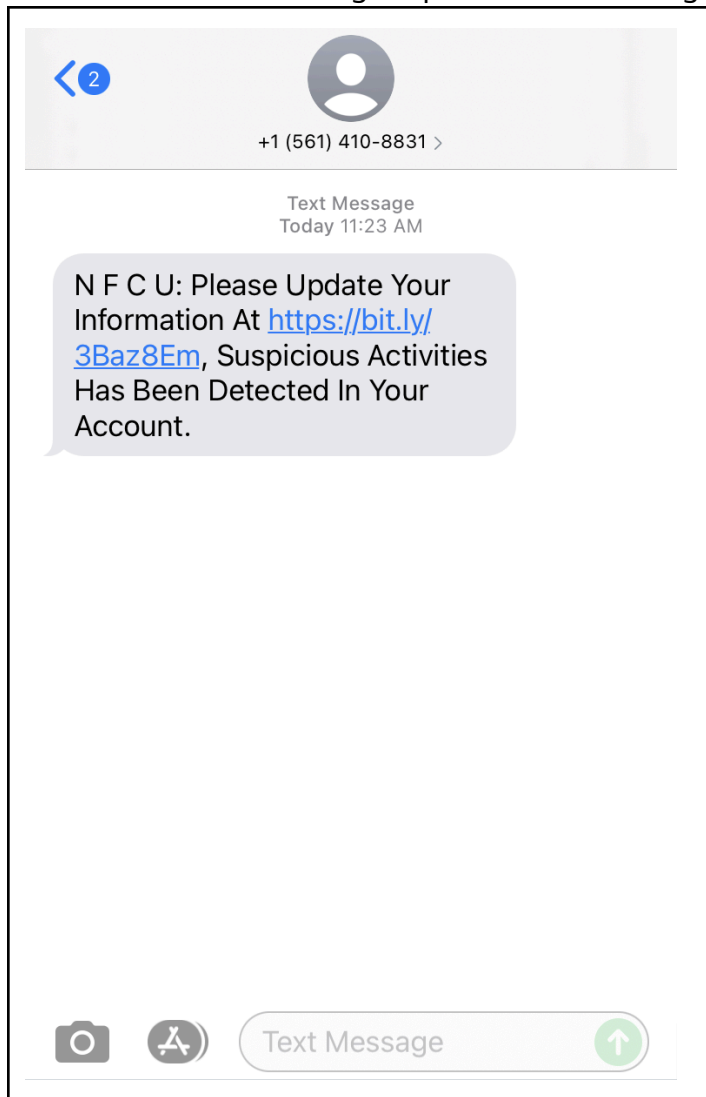 2
+1 (561) 410-8831 >
Text Message
Today 11:23 AM
N F C U: Please Update Your
Information At https://bit.ly/
3Baz8Em, Suspicious Activities
Has Been Detected In Your
Account.
Text Message